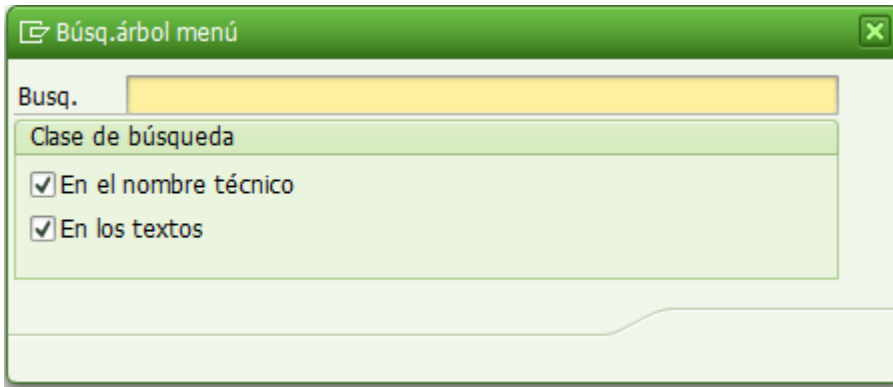 Búsq.árbol menú
Busq.
Clase de búsqueda
En el nombre técnico
En los textos